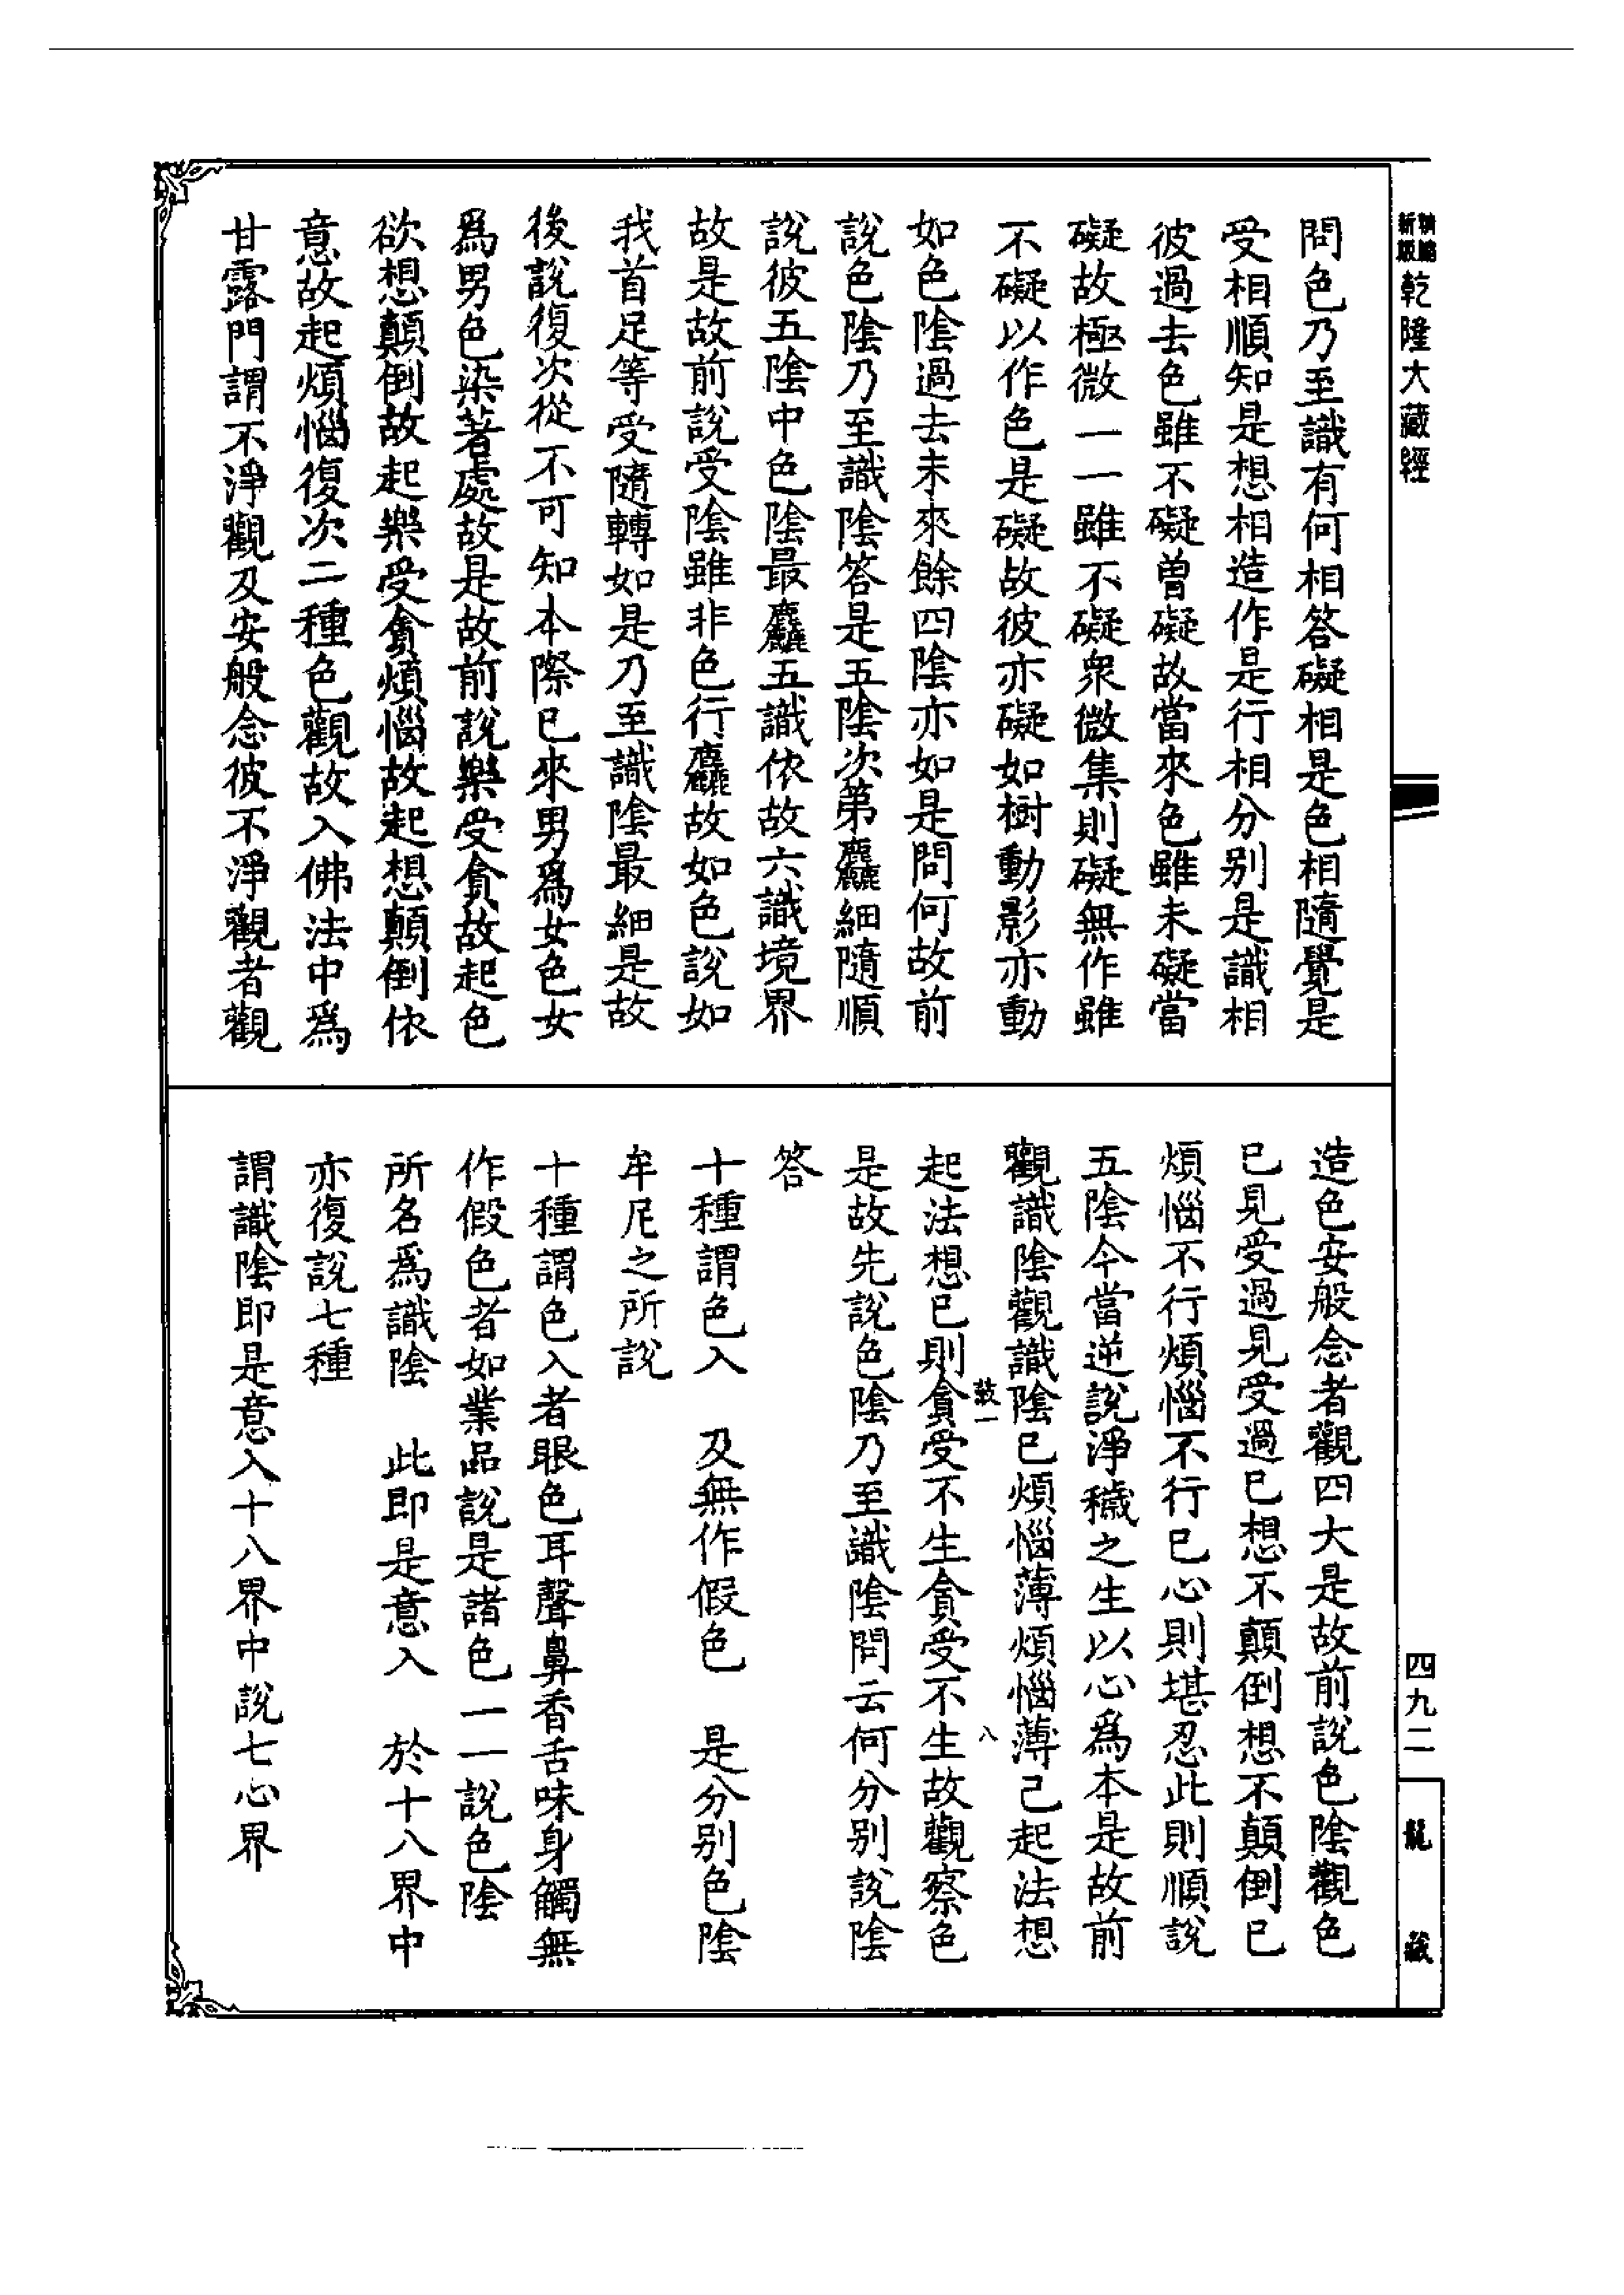 新版
精縮
乾隆大藏經
四九二
龍藏
問色乃至識有何相答礙相是色相隨覺是
受相順知是想相造作是行相分別是識相
彼過去色雖不礙曾礙故當來色雖未礙當
礙故極微一一雖不礙衆微集則礙無作雖
不礙以作色是礙故彼亦礙如樹動影亦動
如色陰過去未來餘四陰亦如是問何故前
說色陰乃至識陰答是五陰次第麤細隨順
說彼五陰中色陰最麤五識依故六識境界
故是故前說受陰雖非色行麤故如色說如
我首足等受隨轉如是乃至識陰最細是故
後說復次從不可知本際已來男爲女色女
爲男色染著處故是故前說樂受貪故起色
欲想顛倒故起樂受貪煩惱故起想顛倒依
意故起煩惱復次二種色觀故入佛法中爲
甘露門謂不淨觀及安般念彼不淨觀者觀
造色安般念者觀四大是故前說色陰觀色
已見受過見受過已想不顛倒想不顛倒已
煩惱不行煩惱不行已心則堪忍此則順說
五陰今當逆說淨穢之生以心爲本是故前
觀識陰觀識陰已煩惱薄煩惱薄已起法想
起法想已則貪受不生貪受不生故觀察色
是故先說色陰乃至識陰問云何分別說陰
答
十種謂色入　及無作假色　是分別色陰
牟尼之所說
十種謂色入者眼色耳聲鼻香舌味身觸無
作假色者如業品說是諸色一一說色陰
所名爲識陰　此即是意入　於十八界中
亦復說七種
謂識陰即是意入十八界中說七心界
八